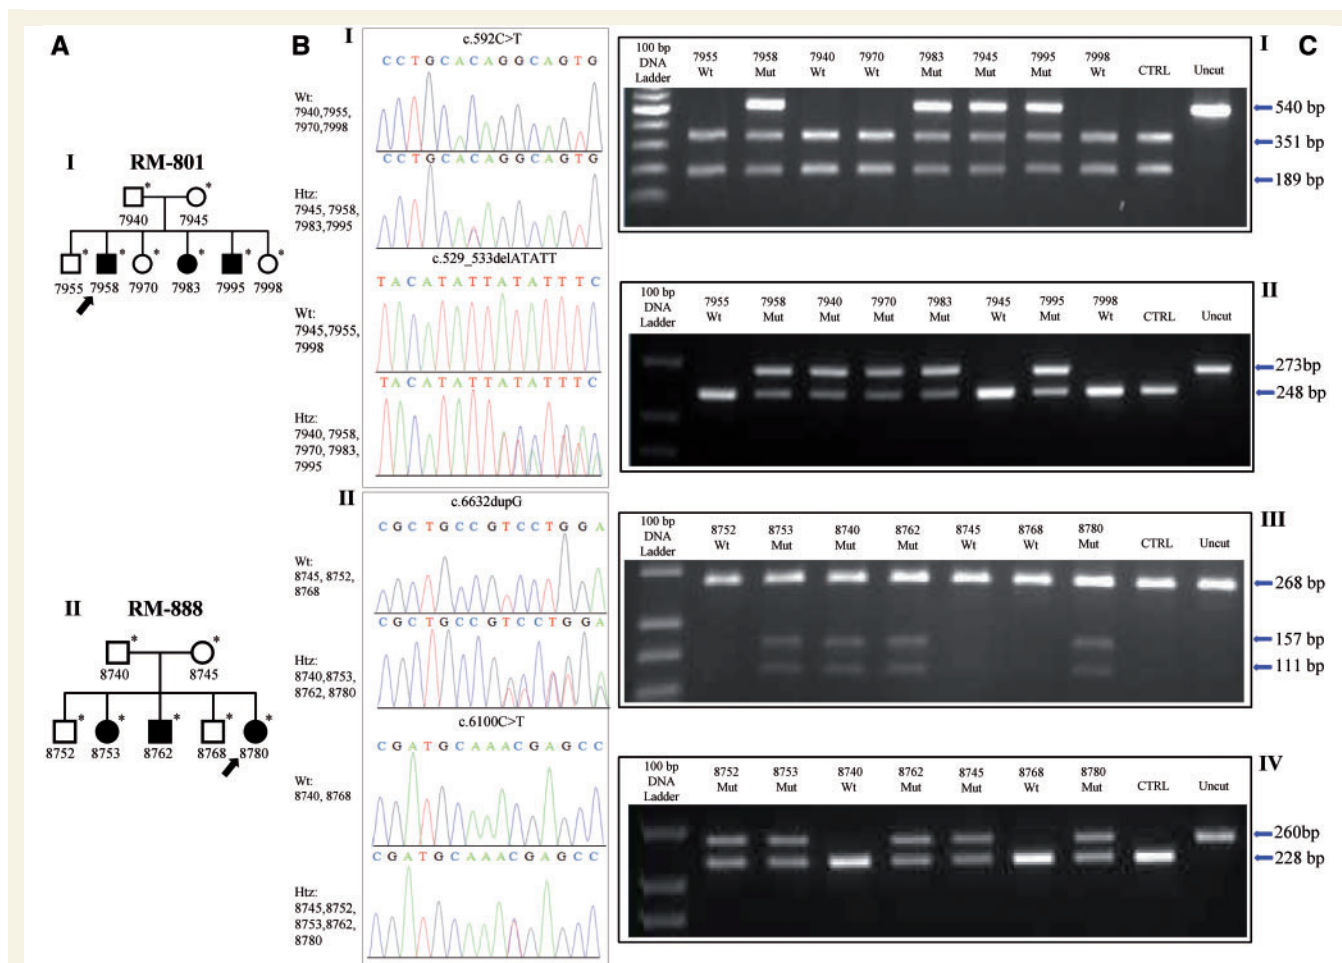 A
I RM-801
7940 * 7945 *
* * * * * *
7955 7958 7970 7983 7995 7998
II RM-888
* *
8740 8745
* * * * *
8752 8753 8762 8768 8780
B
I
c.592C>T
C C T G C A C A G G C A G T G
Wt:
7940,7955,
7970,7998
C C T G C A C A G G C A G T G
Htz:
7945, 7958,
7983,7995
c.529_533delATATT
T A C A T A T T A T A T T T C
Wt:
7945,7955,
7998
T A C A T A T T A T A T T T C
Htz:
7940, 7958,
7970, 7983,
7995
II
c.6632dupG
C G C T G C C G T C C T G G A
Wt:
8745, 8752,
8768
C G C T G C C G T C C T G G A
Htz:
8740,8753,
8762, 8780
c.6100C>T
C G A T G C A A A C G A G C C
Wt:
8740, 8768
C G A T G C A A A C G A G C C
Htz:
8745,8752,
8753,8762,
8780
C
I
100 bp DNA Ladder
7955 7958 7940 7970 7983 7945 7995 7998 CTRL Uncut
Wt Mut Wt Wt Mut Mut Mut Wt
540 bp
351 bp
189 bp
II
100 bp DNA Ladder
7955 7958 7940 7970 7983 7945 7995 7998 CTRL Uncut
Wt Mut Mut Mut Mut Wt Mut Wt
273bp
248 bp
III
100 bp DNA Ladder
8752 8753 8740 8762 8745 8768 8780 CTRL Uncut
Wt Mut Mut Mut Wt Wt Mut
268 bp
157 bp
111 bp
IV
100 bp DNA Ladder
8752 8753 8740 8762 8745 8768 8780 CTRL Uncut
Mut Mut Wt Mut Mut Wt Mut
260bp
228 bp